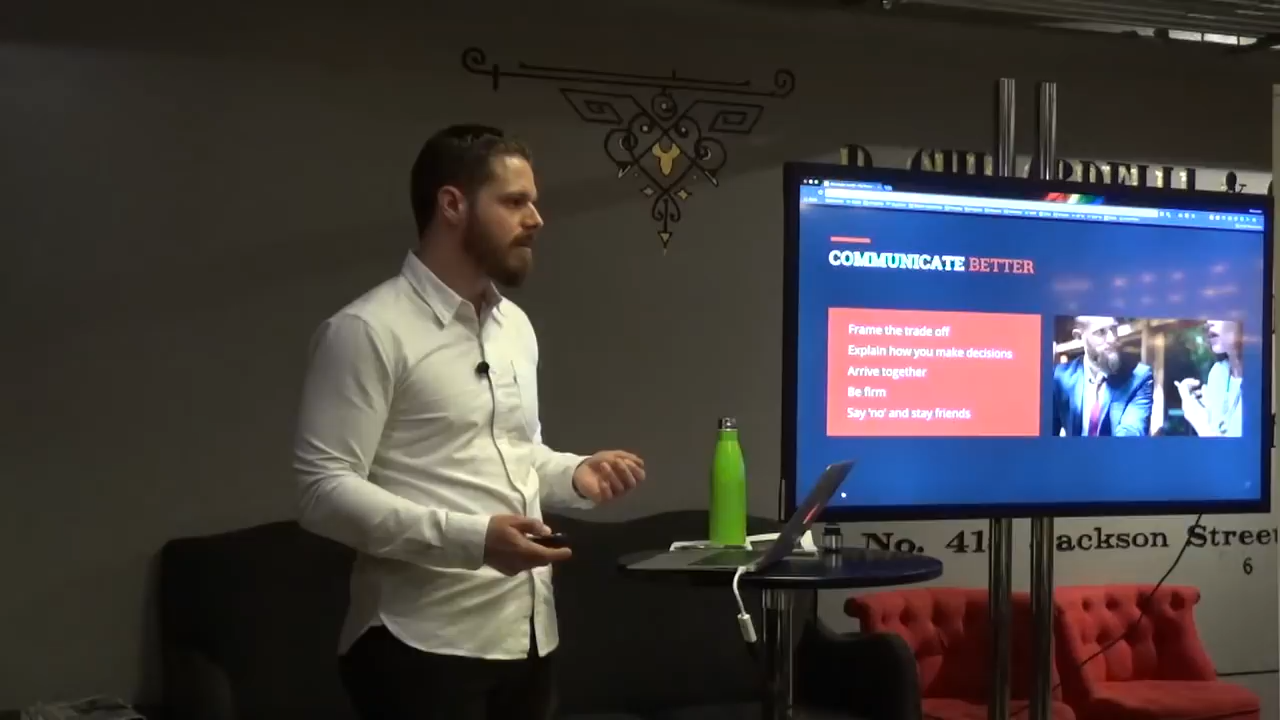 COMMUNICATE BETTER
Frame the trade off
Explain how you make decisions
Arrive together
Be firm
Say 'no' and stay friends
No. 41
ackson Street
6